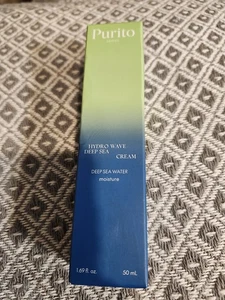 Purito
HYDRO WAVE
DEEP SEA
CREAM
DEEP SEA WATER
moisture
1.69 fl. oz.
50 mL